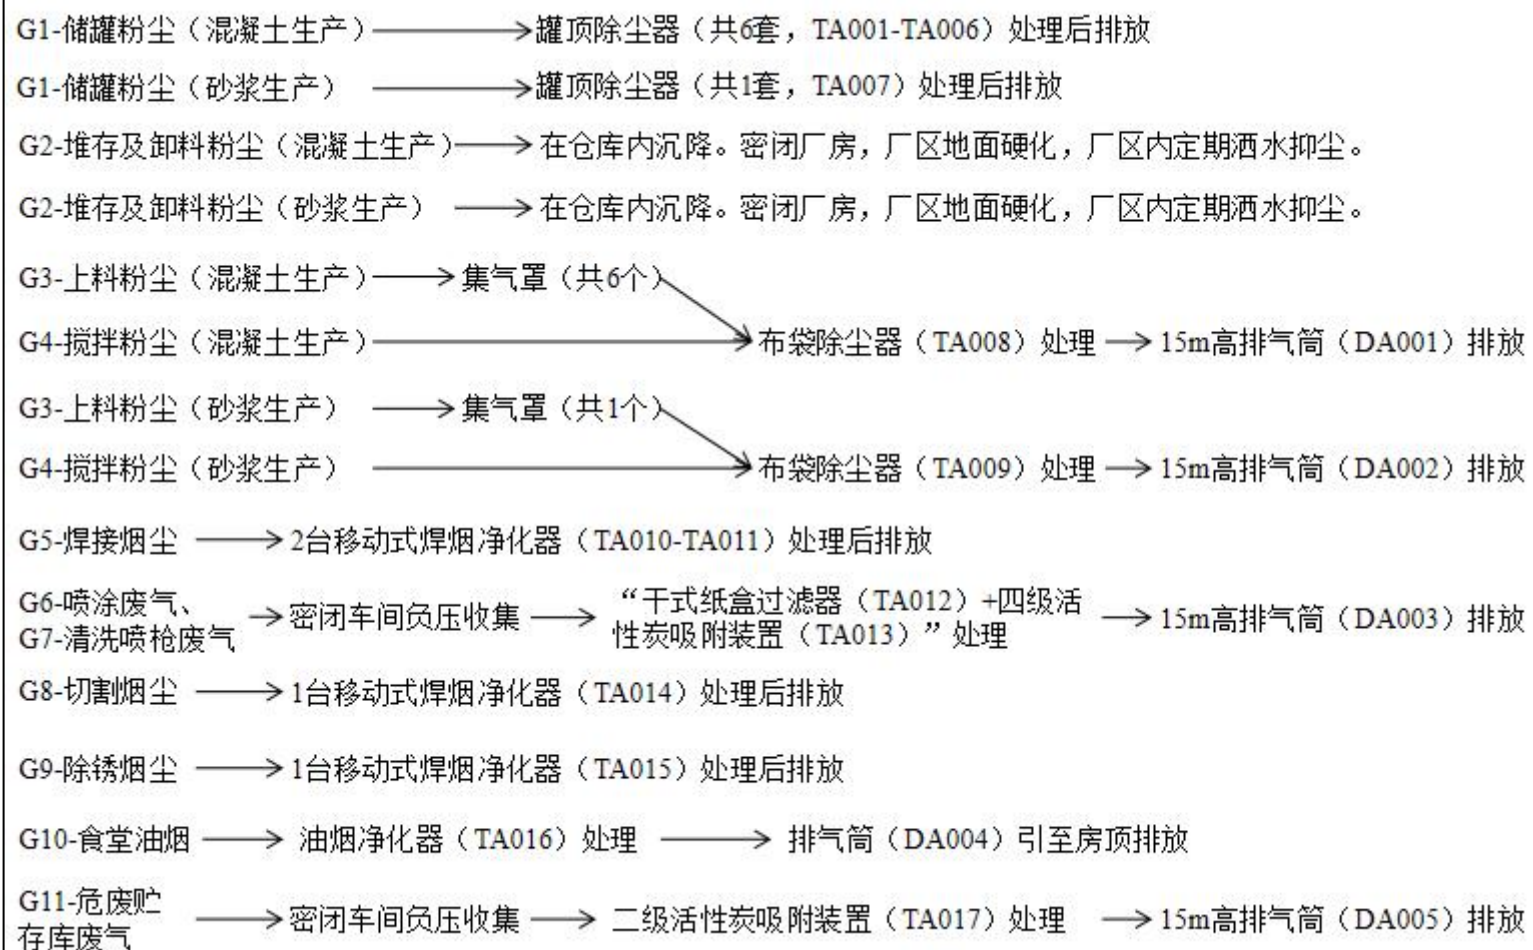 G1-储罐粉尘（混凝土生产） 罐顶除尘器（共6套，TA001-TA006）处理后排放
G1-储罐粉尘（砂浆生产） 罐顶除尘器（共1套，TA007）处理后排放
G2-堆存及卸料粉尘（混凝土生产） 在仓库内沉降。密闭厂房，厂区地面硬化，厂区内定期洒水抑尘。
G2-堆存及卸料粉尘（砂浆生产） 在仓库内沉降。密闭厂房，厂区地面硬化，厂区内定期洒水抑尘。
G3-上料粉尘（混凝土生产） 集气罩（共6个）
G4-搅拌粉尘（混凝土生产） 布袋除尘器（TA008）处理 15m高排气筒（DA001）排放
G3-上料粉尘（砂浆生产） 集气罩（共1个）
G4-搅拌粉尘（砂浆生产） 布袋除尘器（TA009）处理 15m高排气筒（DA002）排放
G5-焊接烟尘 2台移动式焊烟净化器（TA010-TA011）处理后排放
G6-喷涂废气、
G7-清洗喷枪废气
密闭车间负压收集
“干式纸盒过滤器（TA012）+四级活
性炭吸附装置（TA013）”处理
15m高排气筒（DA003）排放
G8-切割烟尘 1台移动式焊烟净化器（TA014）处理后排放
G9-除锈烟尘 1台移动式焊烟净化器（TA015）处理后排放
G10-食堂油烟 油烟净化器（TA016）处理 排气筒（DA004）引至房顶排放
G11-危废贮
存库废气
密闭车间负压收集 二级活性炭吸附装置（TA017）处理 15m高排气筒（DA005）排放